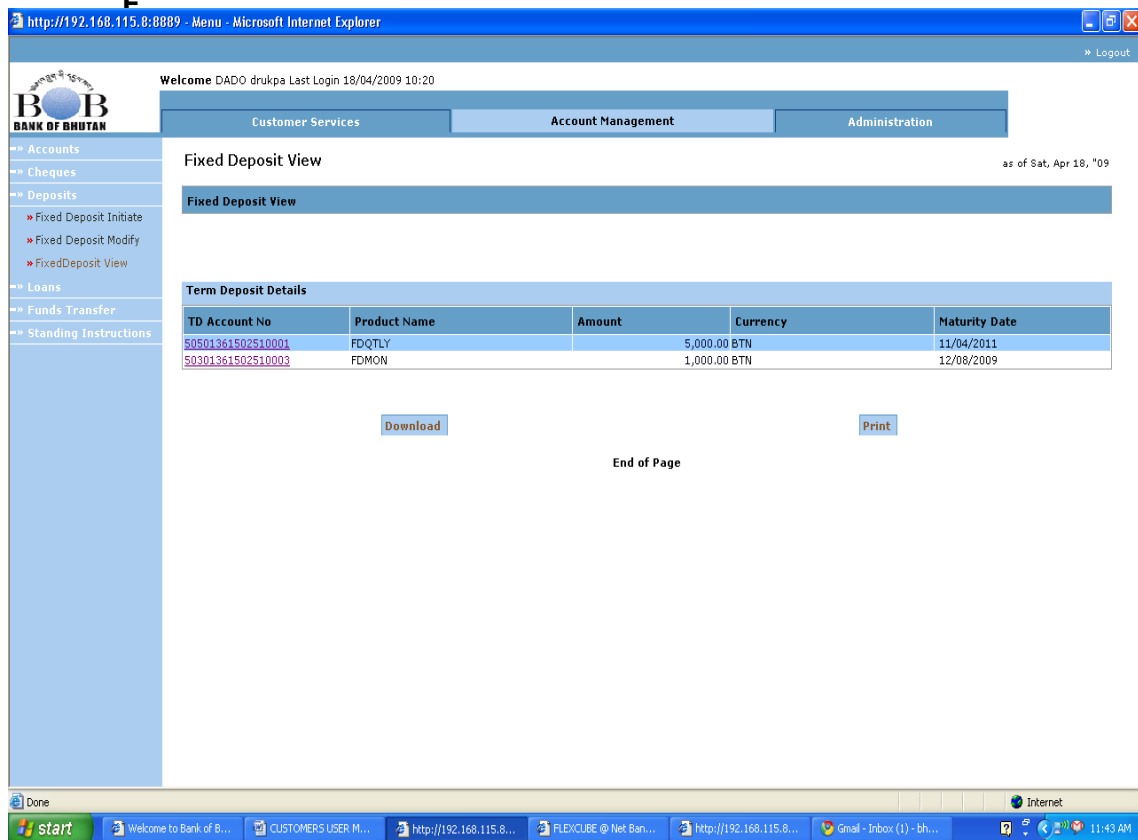 http://192.168.115.8:8889 - Menu - Microsoft Internet Explorer
» Logout
Welcome DADO drukpa Last Login 18/04/2009 10:20
BOB
BANK OF BHUTAN
Customer Services Account Management Administration
Accounts
Cheques
Deposits
» Fixed Deposit Initiate
» Fixed Deposit Modify
» FixedDeposit View
Loans
Funds Transfer
Standing Instructions
Fixed Deposit View
as of Sat, Apr 18, "09
Fixed Deposit View
Term Deposit Details
TD Account No Product Name Amount Currency Maturity Date
50501361502510001 FDQTLY 5,000.00 BTN 11/04/2011
50301361502510003 FDMON 1,000.00 BTN 12/08/2009
Download Print
End of Page
Done Internet
start Welcome to Bank of B... CUSTOMERS USER M... http://192.168.115.8... FLEXCUBE @ Net Ban... http://192.168.115.8... Gmail - Inbox (1) - bh... 11:43 AM